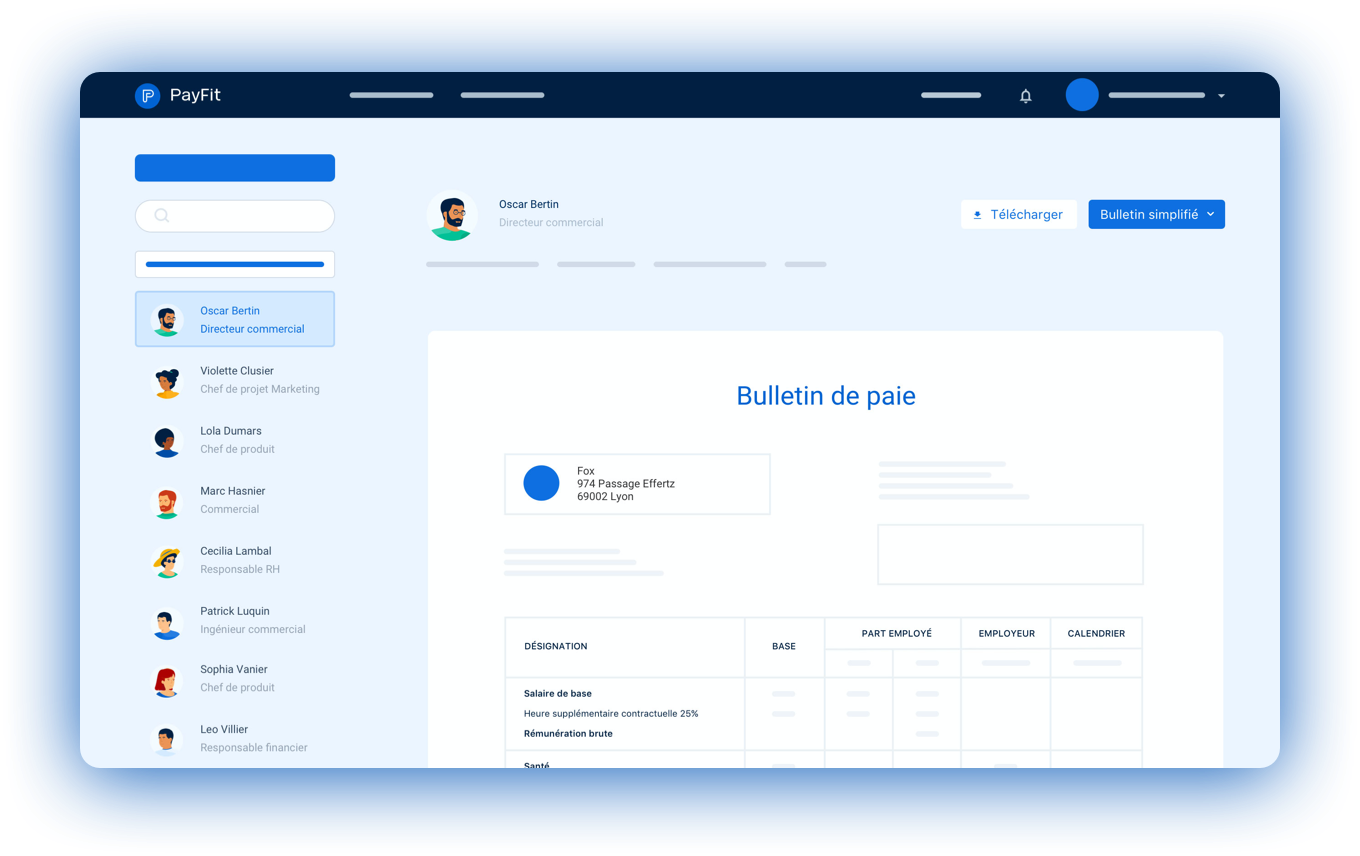 PayFit
Oscar Bertin
Directeur commercial
Violette Clusier
Chef de projet Marketing
Lola Dumars
Chef de produit
Marc Hasnier
Commercial
Cecilia Lambal
Responsable RH
Patrick Luquin
Ingénieur commercial
Sophia Vanier
Chef de produit
Leo Villier
Responsable financier
Oscar Bertin
Directeur commercial
Télécharger
Bulletin simplifié
Bulletin de paie
Fox
974 Passage Effertz
69002 Lyon
DÉSIGNATION
BASE
PART EMPLOYÉ
EMPLOYEUR
CALENDRIER
Salaire de base
Heure supplémentaire contractuelle 25%
Rémunération brute
Santé